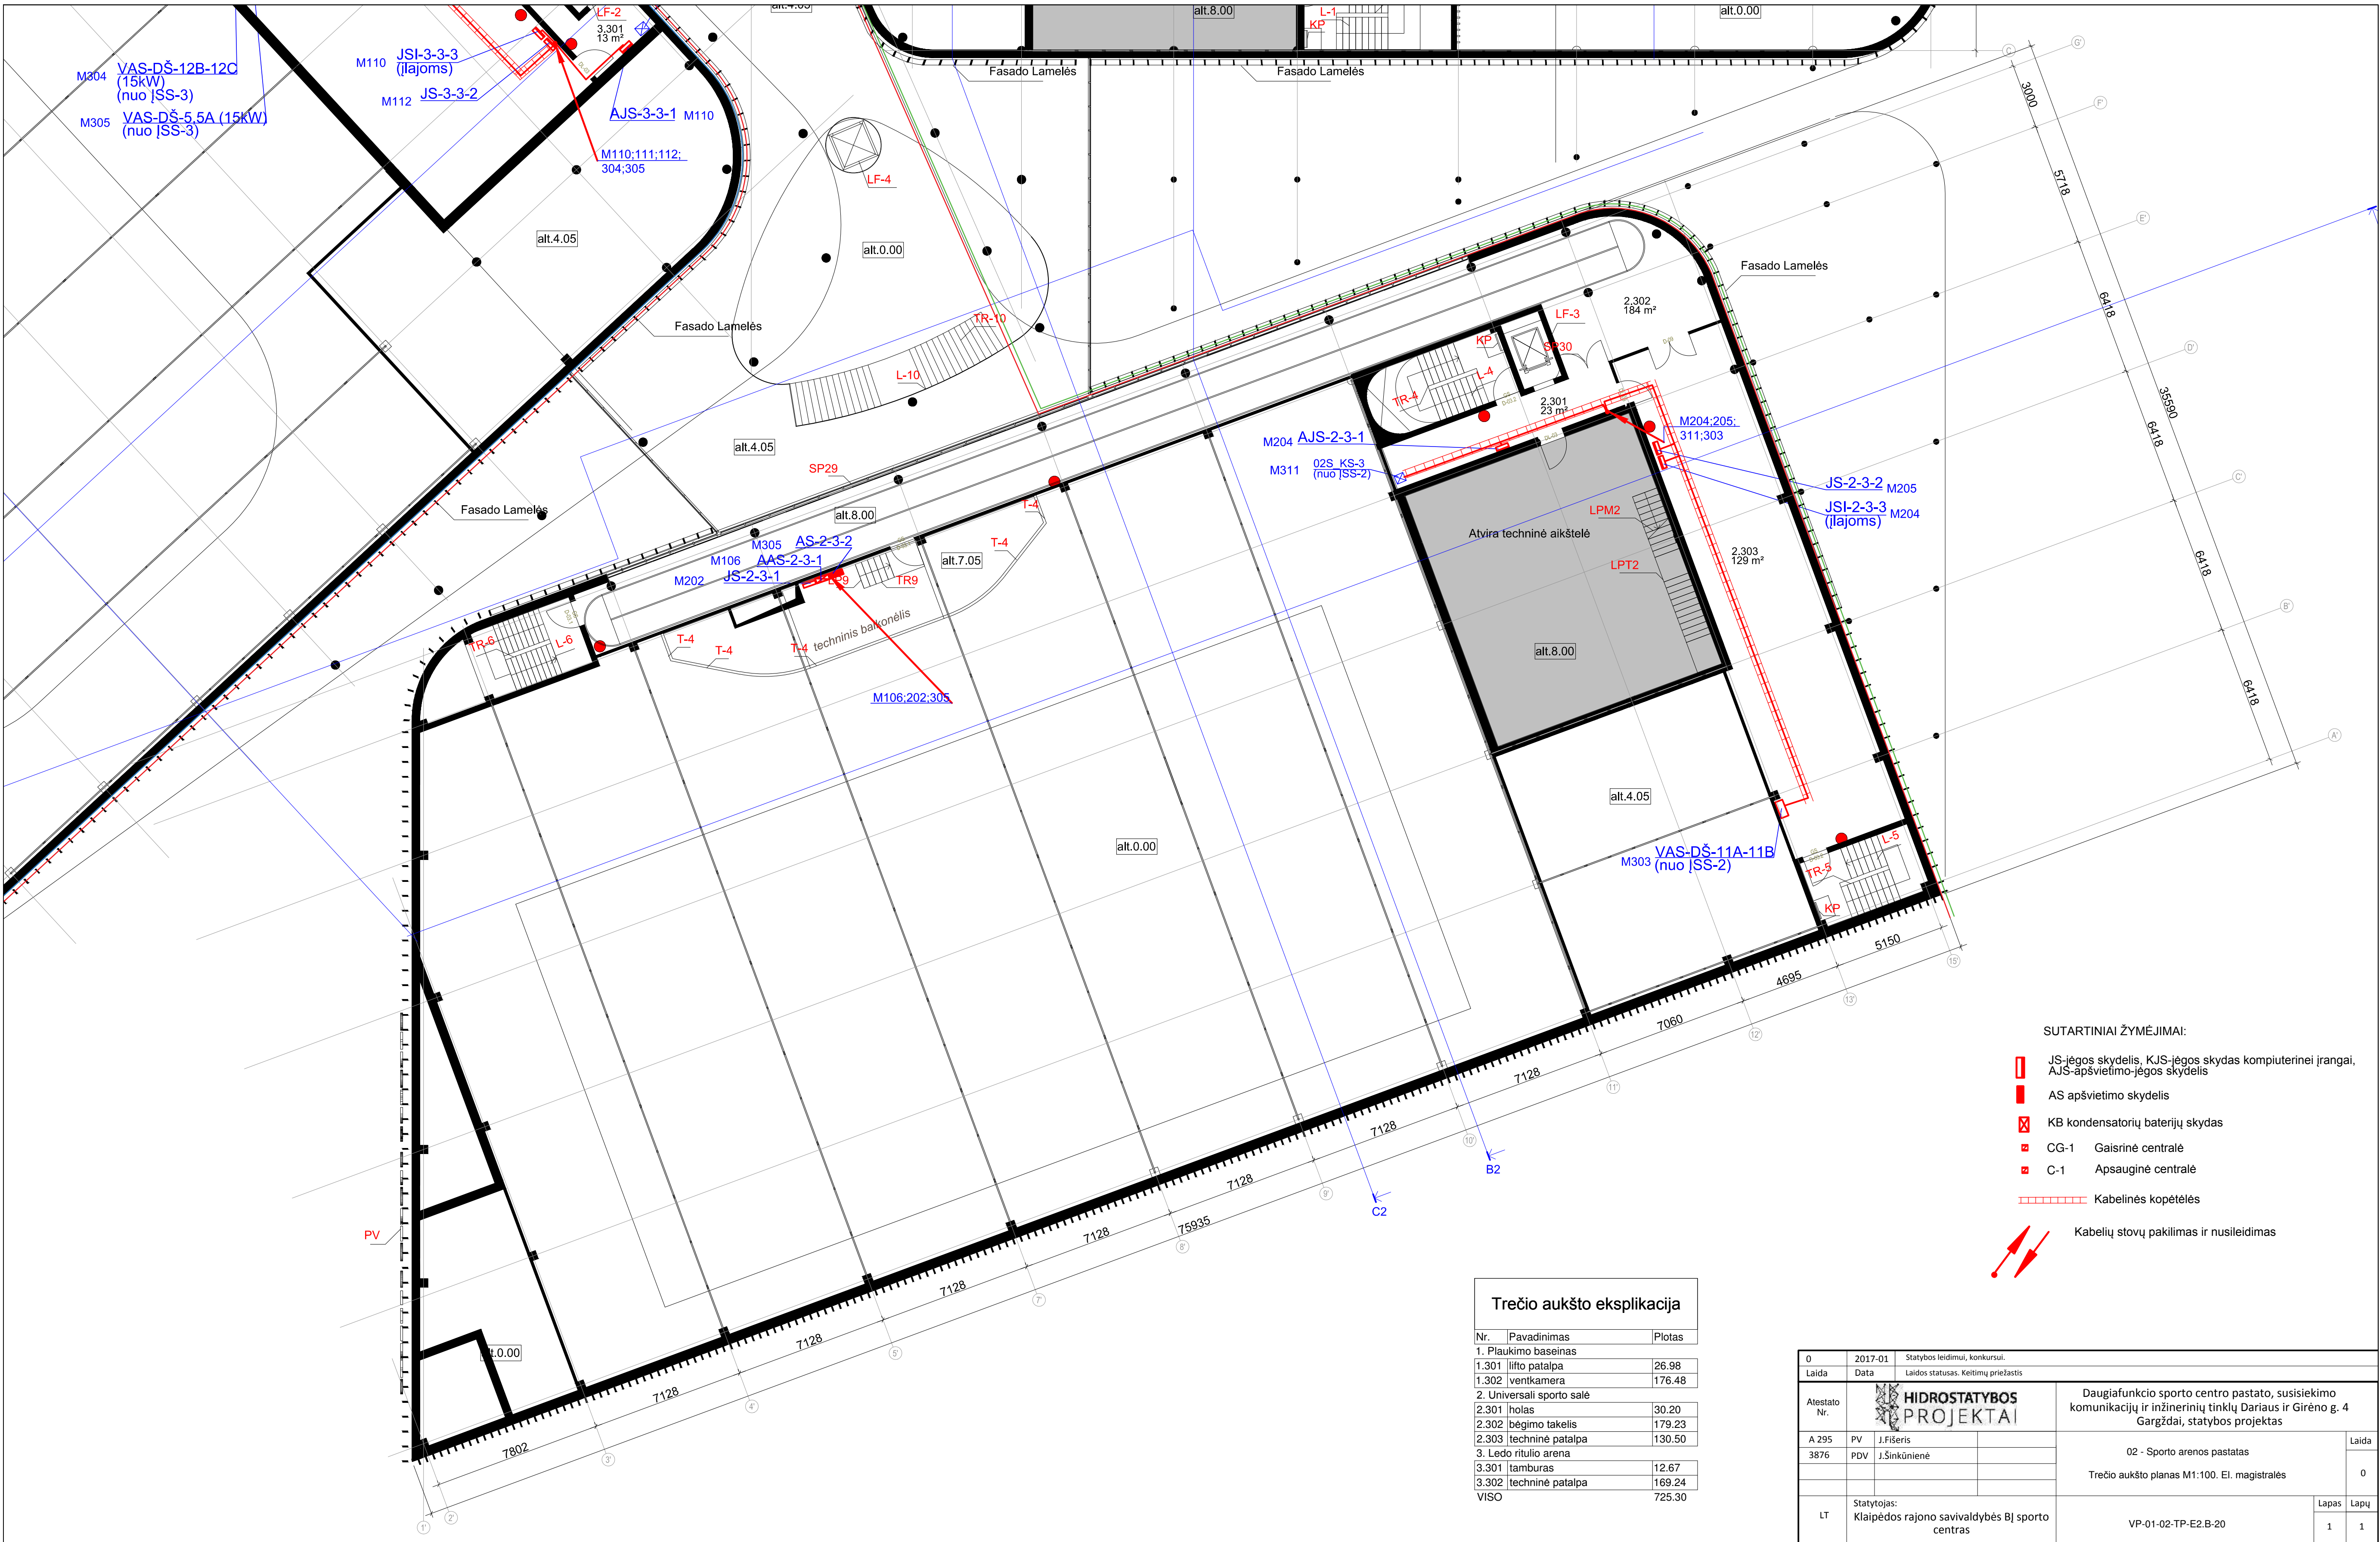 alt.8.00
L-1
KP
alt.0.00
LF-2
3.301
13 m²
M304 VAS-DŠ-12B-12C
(15kW)
(nuo ĮSS-3)
M305 VAS-DŠ-5,5A (15kW)
(nuo ĮSS-3)
M110 JSI-3-3-3
(įlajoms)
M112 JS-3-3-2
AJS-3-3-1 M110
M110;111;112;
304;305
Fasado Lamelės
Fasado Lamelės
LF-4
alt.4.05
alt.0.00
Fasado Lamelės
TR-10
L-10
alt.4.05
SP29
Fasado Lamelės
Fasado Lamelės
2.302
184 m²
LF-3
KP
SP30
L-4
TR-4
2.301
23 m²
M204 AJS-2-3-1
M311 02S_KS-3
(nuo ĮSS-2)
M204;205;
311;303
JS-2-3-2 M205
JSI-2-3-3 M204
(įlajoms)
LPM2
Atvira techninė aikštelė
LPT2
2.303
129 m²
alt.8.00
alt.8.00
T-4
T-4
alt.7.05
M305 AS-2-3-2
M106 AAS-2-3-1
M202 JS-2-3-1
LP9
TR9
techninis balkonėlis
T-4
T-4
T-4
TR-6
L-6
M106;202;305
alt.4.05
alt.0.00
M303 VAS-DŠ-11A-11B
(nuo ĮSS-2)
L-5
TR-5
KP
PV
alt.0.00
B2
C2
3000
5718
6418
6418
6418
6418
35590
G'
F'
E'
D'
C'
B'
A'
7802
7128
7128
7128
7128
7128
7128
7128
7060
4695
5150
75935
1'
2'
3'
4'
5'
7'
8'
9'
10'
11'
12'
13'
15'
SUTARTINIAI ŽYMĖJIMAI:
JS-jėgos skydelis, KJS-jėgos skydas kompiuterinei įrangai,
AJS-apšvietimo-jėgos skydelis
AS apšvietimo skydelis
KB kondensatorių baterijų skydas
CG-1 Gaisrinė centralė
C-1 Apsauginė centralė
Kabelinės kopėtėlės
Kabelių stovų pakilimas ir nusileidimas
Trečio aukšto eksplikacija
Nr. Pavadinimas Plotas
1. Plaukimo baseinas
1.301 lifto patalpa 26.98
1.302 ventkamera 176.48
2. Universali sporto salė
2.301 holas 30.20
2.302 bėgimo takelis 179.23
2.303 techninė patalpa 130.50
3. Ledo ritulio arena
3.301 tamburas 12.67
3.302 techninė patalpa 169.24
VISO 725.30
0 2017-01 Statybos leidimui, konkursui.
Laida Data Laidos statusas. Keitimų priežastis
Atestato
Nr.
HIDROSTATYBOS
PROJEKTAI
Daugiafunkcio sporto centro pastato, susisiekimo
komunikacijų ir inžinerinių tinklų Dariaus ir Girėno g. 4
Gargždai, statybos projektas
A 295 PV J.Fišeris
3876 PDV J.Šinkūnienė
02 - Sporto arenos pastatas
Trečio aukšto planas M1:100. El. magistralės
Laida
0
LT
Statytojas:
Klaipėdos rajono savivaldybės BĮ sporto
centras
VP-01-02-TP-E2.B-20
Lapas Lapų
1 1